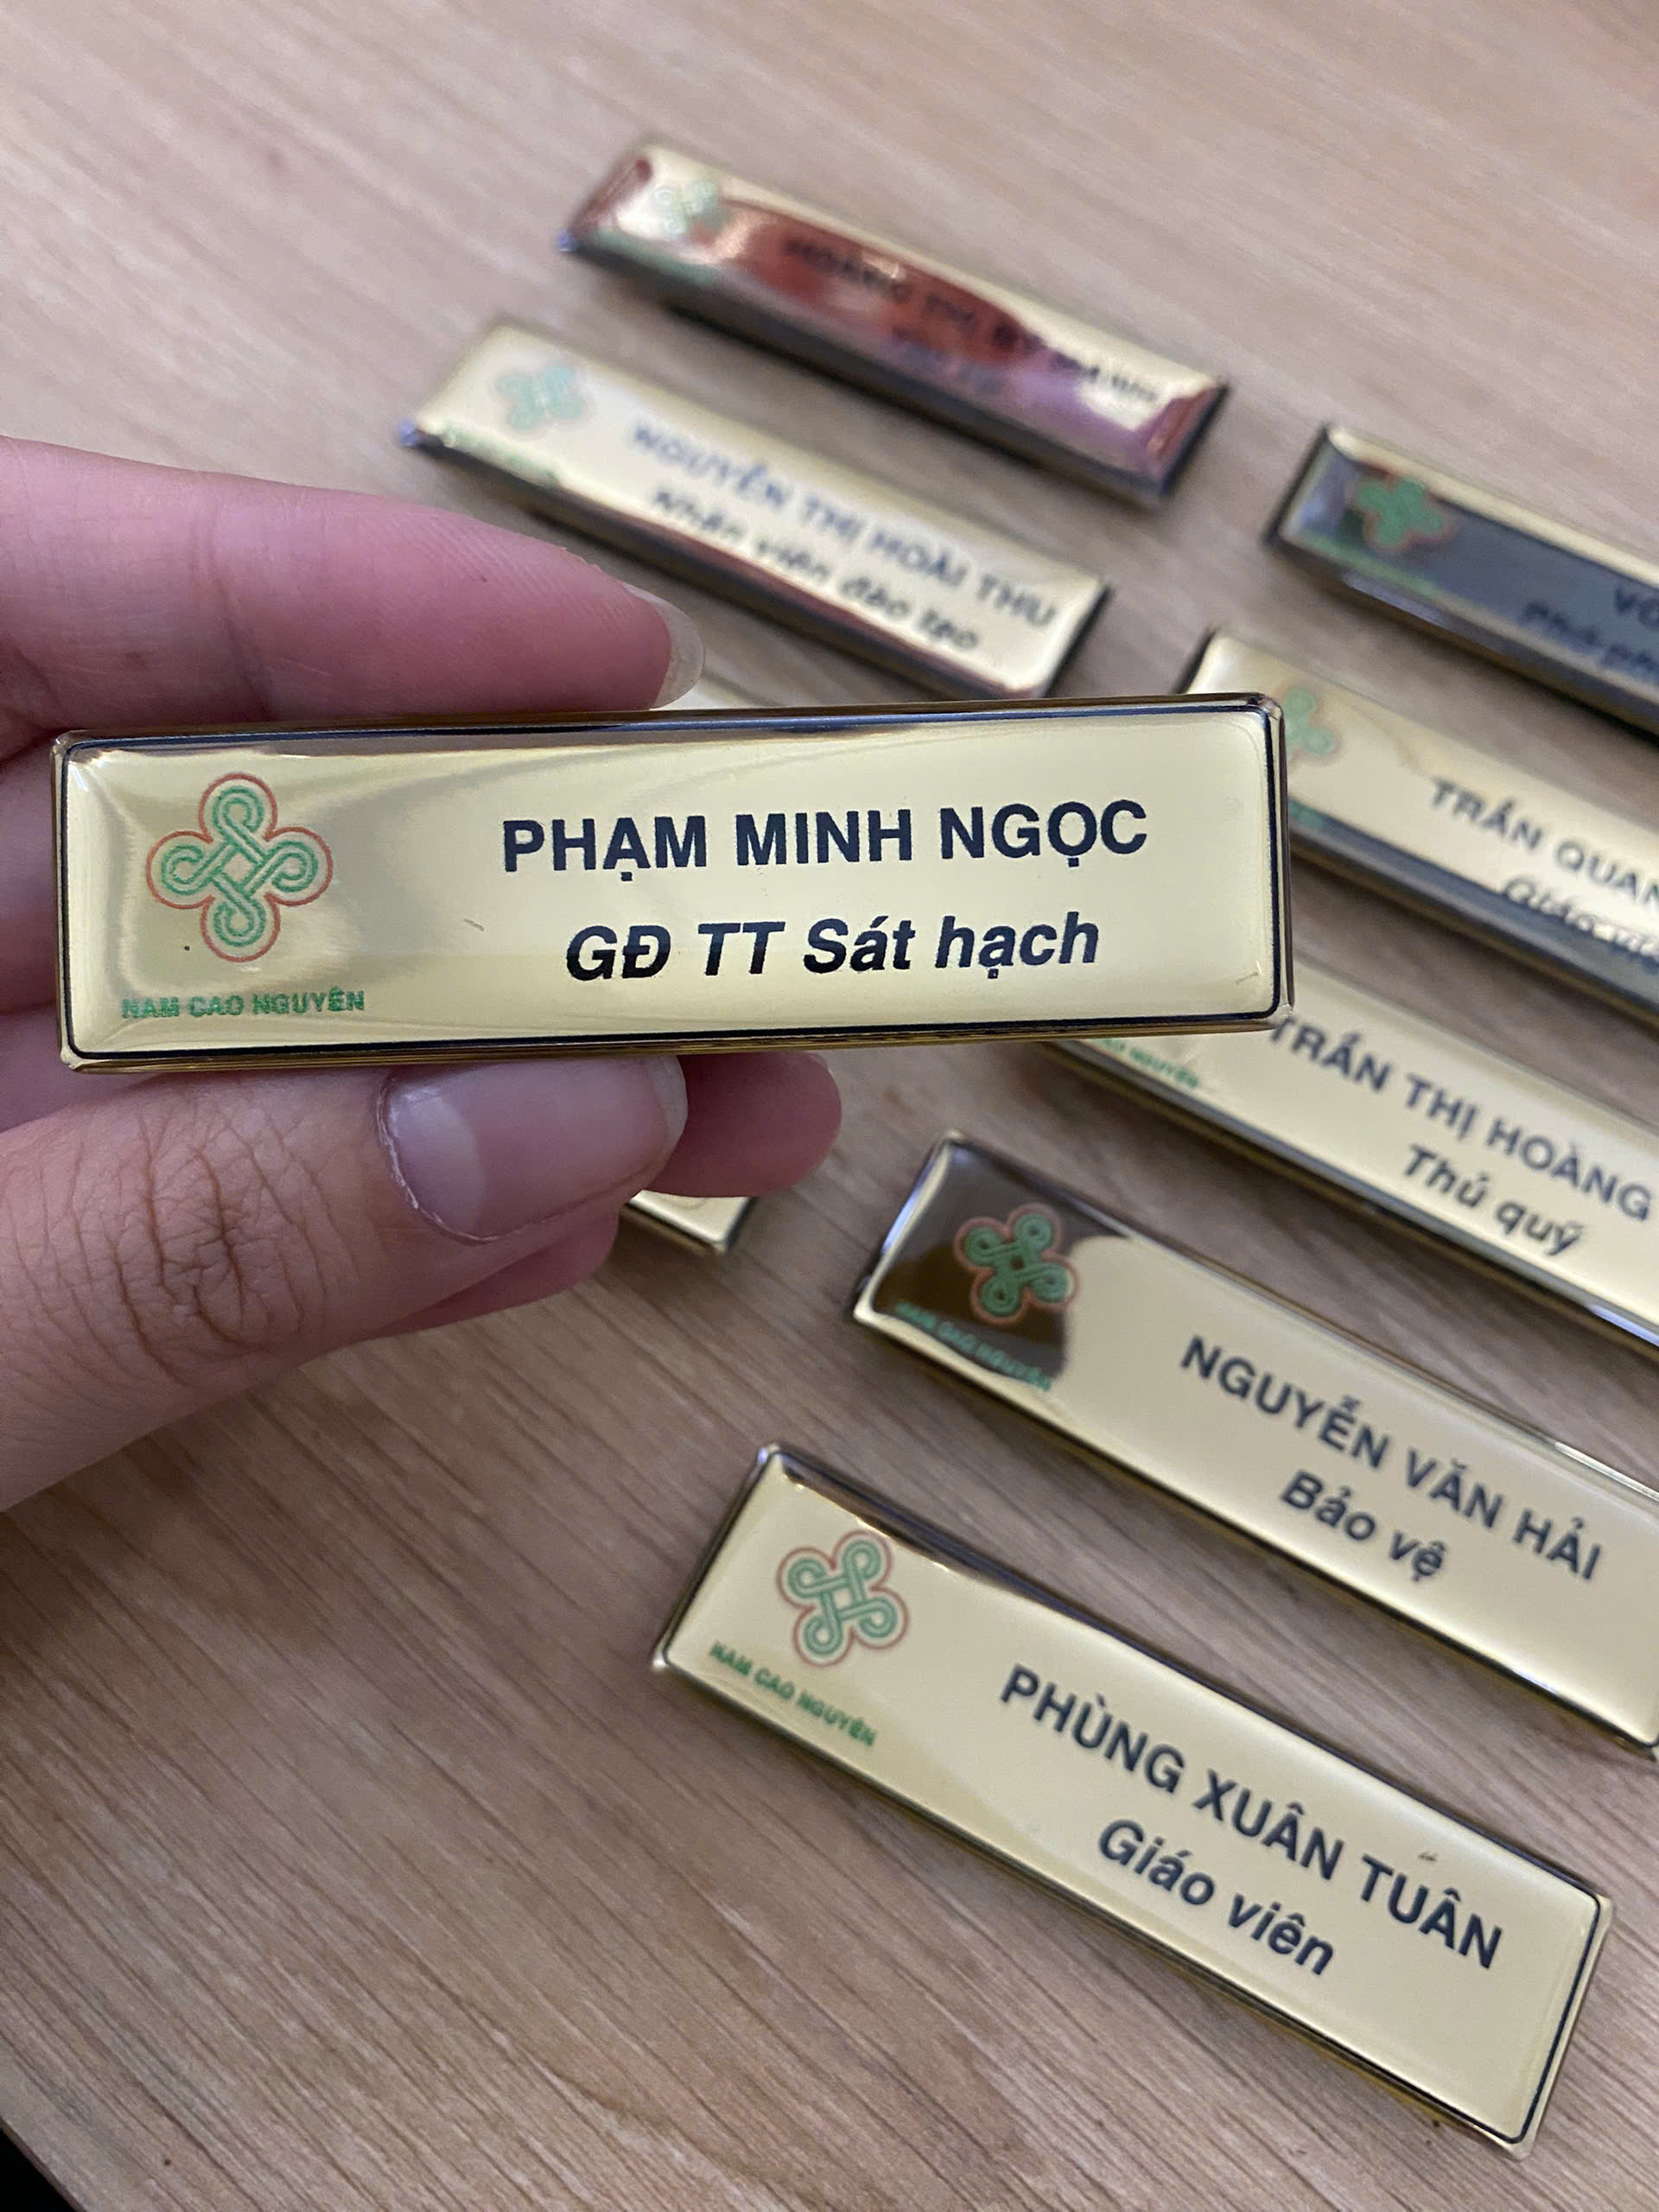 NGUYỄN THỊ HOÀI THU
Nhân viên đào tạo
PHẠM MINH NGỌC
GĐ TT Sát hạch
NAM CAO NGUYÊN
TRẦN
TRẦN THỊ HOÀNG
Thủ quỹ
NGUYỄN VĂN HẢI
Bảo vệ
NAM CAO NGUYÊN
PHÙNG XUÂN TUÂN
Giáo viên
NAM CAO NGUYÊN